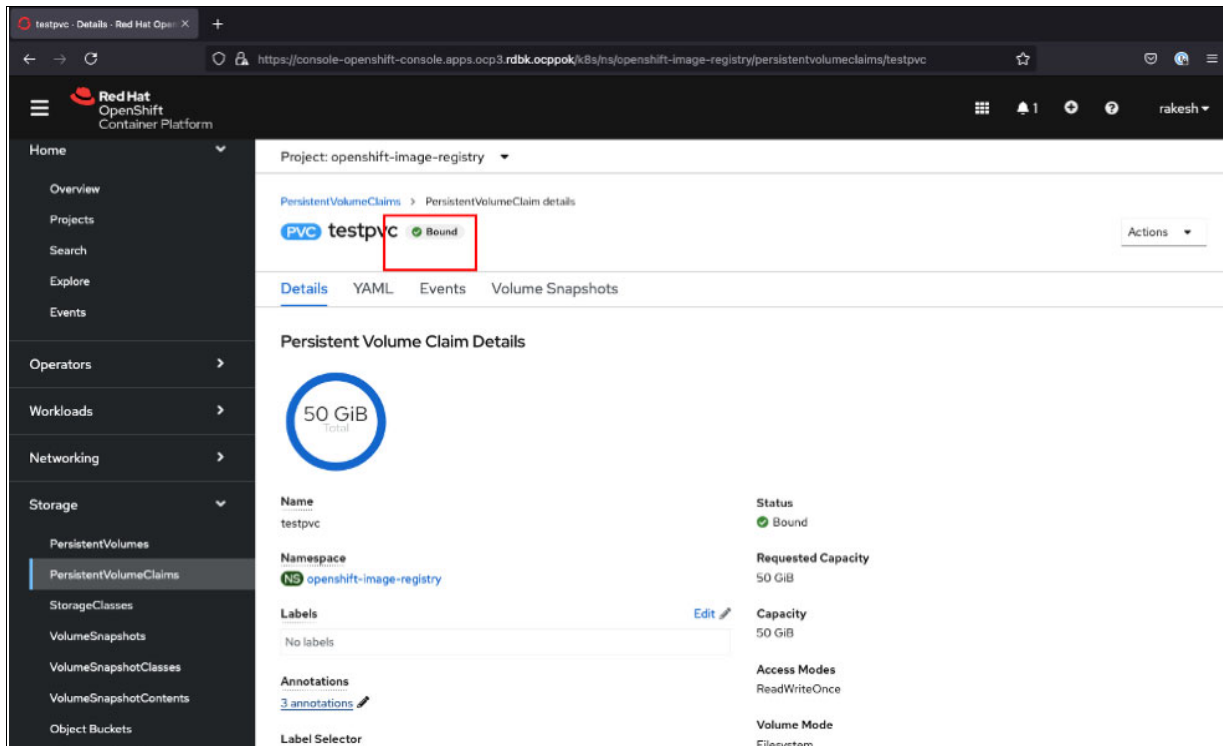 testpvc - Details - Red Hat Open
https://console-openshift-console.apps.ocp3.rdbk.ocppok/k8s/ns/openshift-image-registry/persistentvolumeclaims/testpvc
Red Hat
OpenShift
Container Platform
1
rakesh
Home
Overview
Projects
Search
Explore
Events
Operators
Workloads
Networking
Storage
PersistentVolumes
PersistentVolumeClaims
StorageClasses
VolumeSnapshots
VolumeSnapshotClasses
VolumeSnapshotContents
Object Buckets
Project: openshift-image-registry
PersistentVolumeClaims > PersistentVolumeClaim details
PVC testpvc Bound
Actions
Details YAML Events Volume Snapshots
Persistent Volume Claim Details
50 GiB
Total
Name
testpvc
Namespace
NS openshift-image-registry
Labels
Edit
No labels
Annotations
3 annotations
Label Selector
Status
Bound
Requested Capacity
50 GiB
Capacity
50 GiB
Access Modes
ReadWriteOnce
Volume Mode
Filesystem